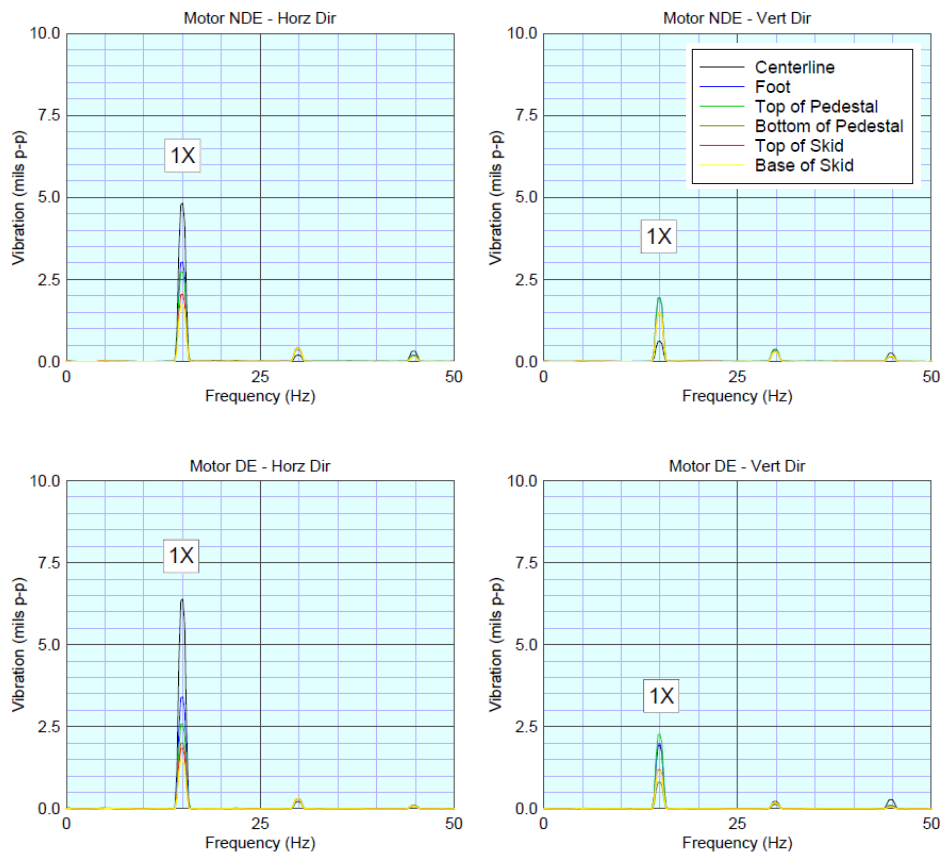 Motor NDE - Horz Dir
10.0
7.5
5.0
2.5
0.0
Vibration (mils p-p)
1X
0
25
50
Frequency (Hz)
Motor NDE - Vert Dir
10.0
7.5
5.0
2.5
0.0
Vibration (mils p-p)
Centerline
Foot
Top of Pedestal
Bottom of Pedestal
Top of Skid
Base of Skid
1X
0
25
50
Frequency (Hz)
Motor DE - Horz Dir
10.0
7.5
5.0
2.5
0.0
Vibration (mils p-p)
1X
0
25
50
Frequency (Hz)
Motor DE - Vert Dir
10.0
7.5
5.0
2.5
0.0
Vibration (mils p-p)
1X
0
25
50
Frequency (Hz)